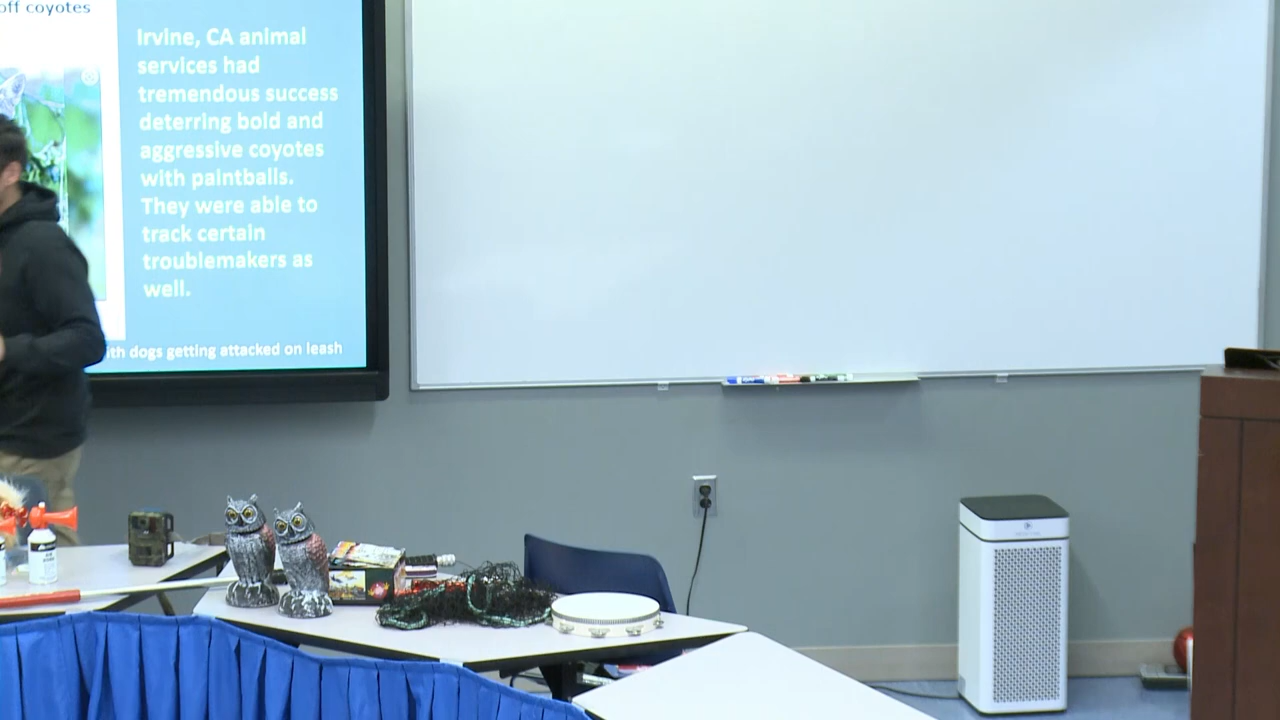 off coyotes
Irvine, CA animal
services had
tremendous success
deterring bold and
aggressive coyotes
with paintballs.
They were able to
track certain
troublemakers as
well.
with dogs getting attacked on leash